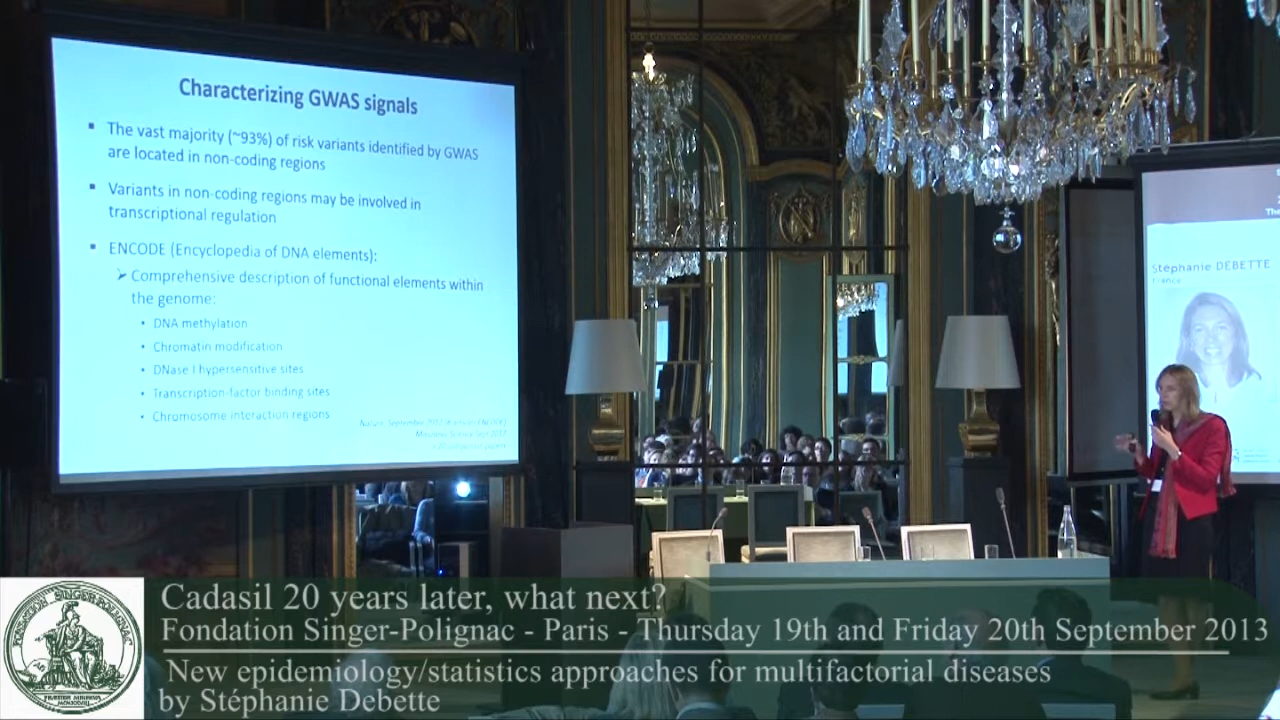 Characterizing GWAS signals
▪ The vast majority (~93%) of risk variants identified by GWAS
are located in non-coding regions
▪ Variants in non-coding regions may be involved in
transcriptional regulation
▪ ENCODE (Encyclopedia of DNA elements):
➢ Comprehensive description of functional elements within
the genome:
• DNA methylation
• Chromatin modification
• DNase I hypersensitive sites
• Transcription-factor binding sites
• Chromosome interaction regions
Stéphanie DEBETTE
France
FONDATION SINGER-POLIGNAC
Cadasil 20 years later, what next?
Fondation Singer-Polignac - Paris - Thursday 19th and Friday 20th September 2013
New epidemiology/statistics approaches for multifactorial diseases
by Stéphanie Debette